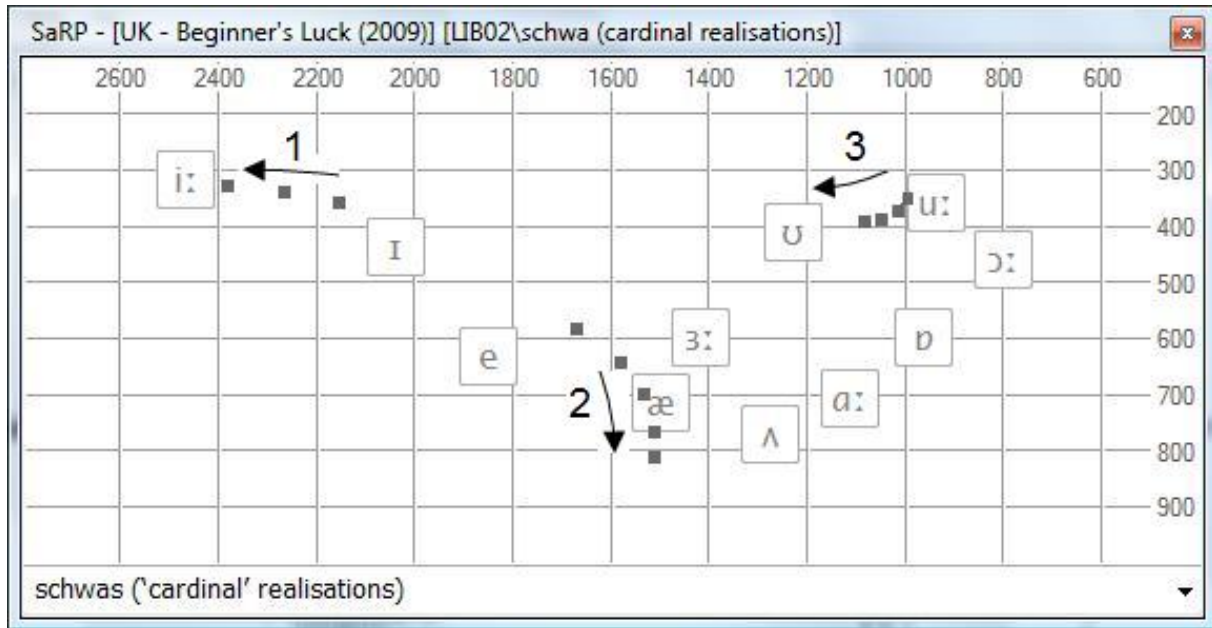 SaRP - [UK - Beginner's Luck (2009)] [LIB02\schwa (cardinal realisations)]
2600 2400 2200 2000 1800 1600 1400 1200 1000 800 600
200
1 3
300
iː uː
400
ʊ
ɪ ɔː
500
600
e ɜː ɒ
700
2 æ ɑː
ʌ
800
900
schwas (‘cardinal’ realisations)